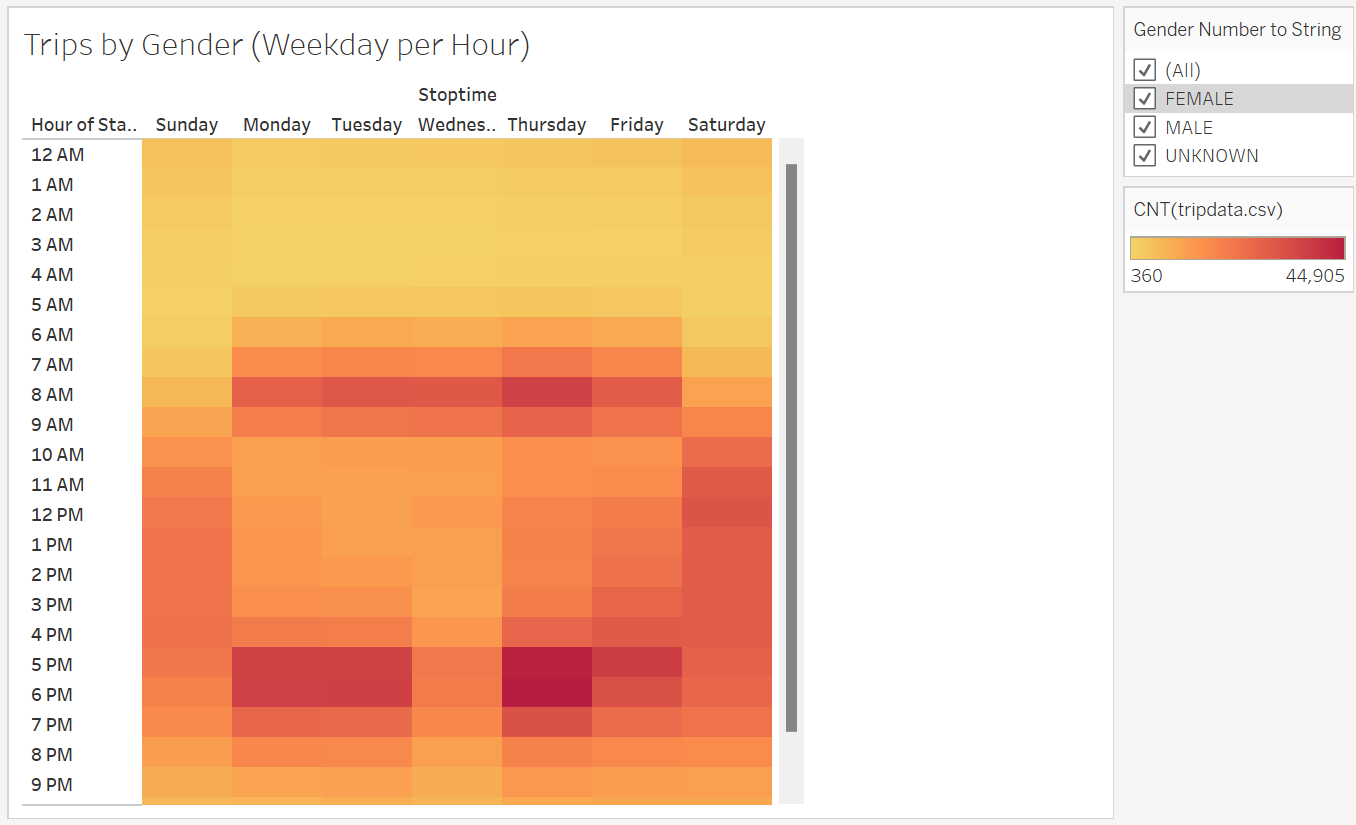 Trips by Gender (Weekday per Hour)
Stoptime
Hour of Sta.. Sunday Monday Tuesday Wednes.. Thursday Friday Saturday
12 AM
1 AM
2 AM
3 AM
4 AM
5 AM
6 AM
7 AM
8 AM
9 AM
10 AM
11 AM
12 PM
1 PM
2 PM
3 PM
4 PM
5 PM
6 PM
7 PM
8 PM
9 PM
Gender Number to String
(All)
FEMALE
MALE
UNKNOWN
CNT(tripdata.csv)
360 44,905